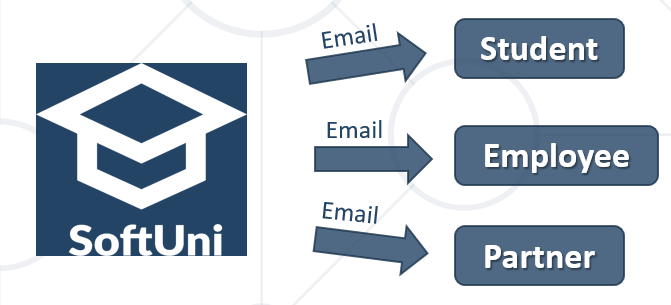 Email
Student
Email
Employee
SoftUni
Email
Partner